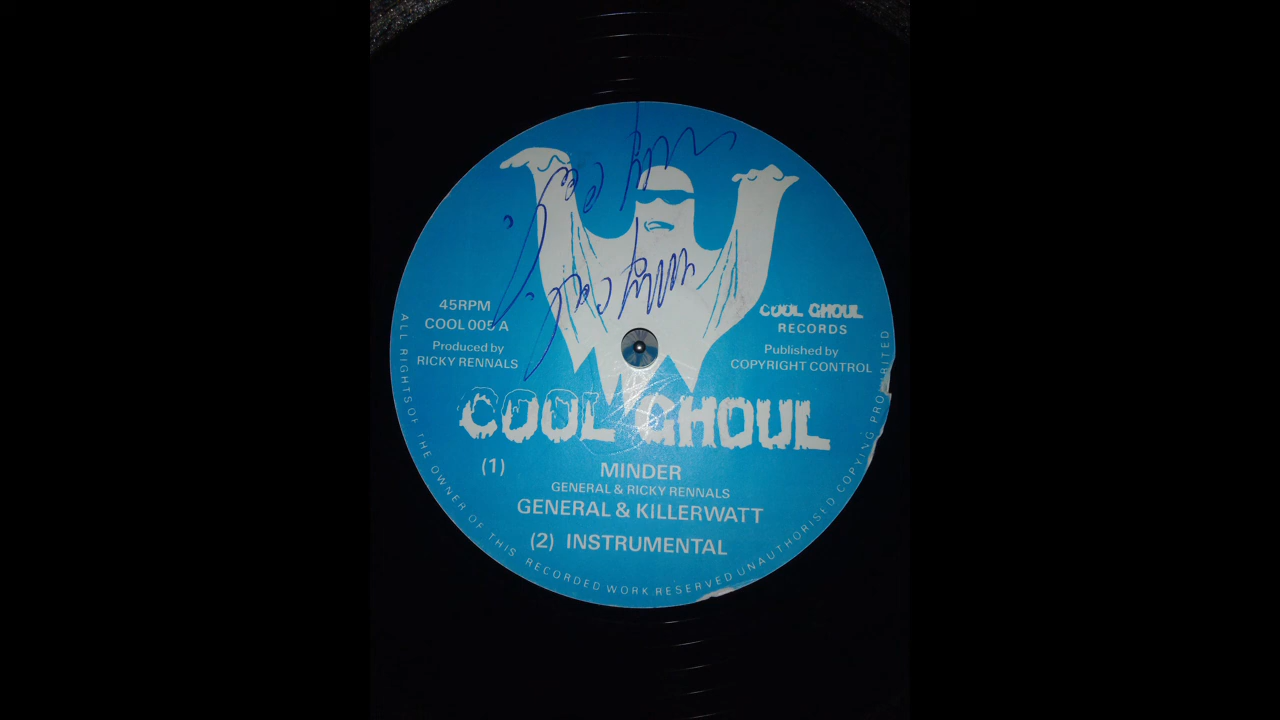 45RPM
COOL 005 A
Produced by
RICKY RENNALS
COOL GHOUL
RECORDS
Published by
COPYRIGHT CONTROL
COOL GHOUL
(1) MINDER
GENERAL & RICKY RENNALS
GENERAL & KILLERWATT
(2) INSTRUMENTAL
ALL RIGHTS OF THE OWNER OF THIS RECORDED WORK RESERVED UNAUTHORISED COPYING PROHIBITED